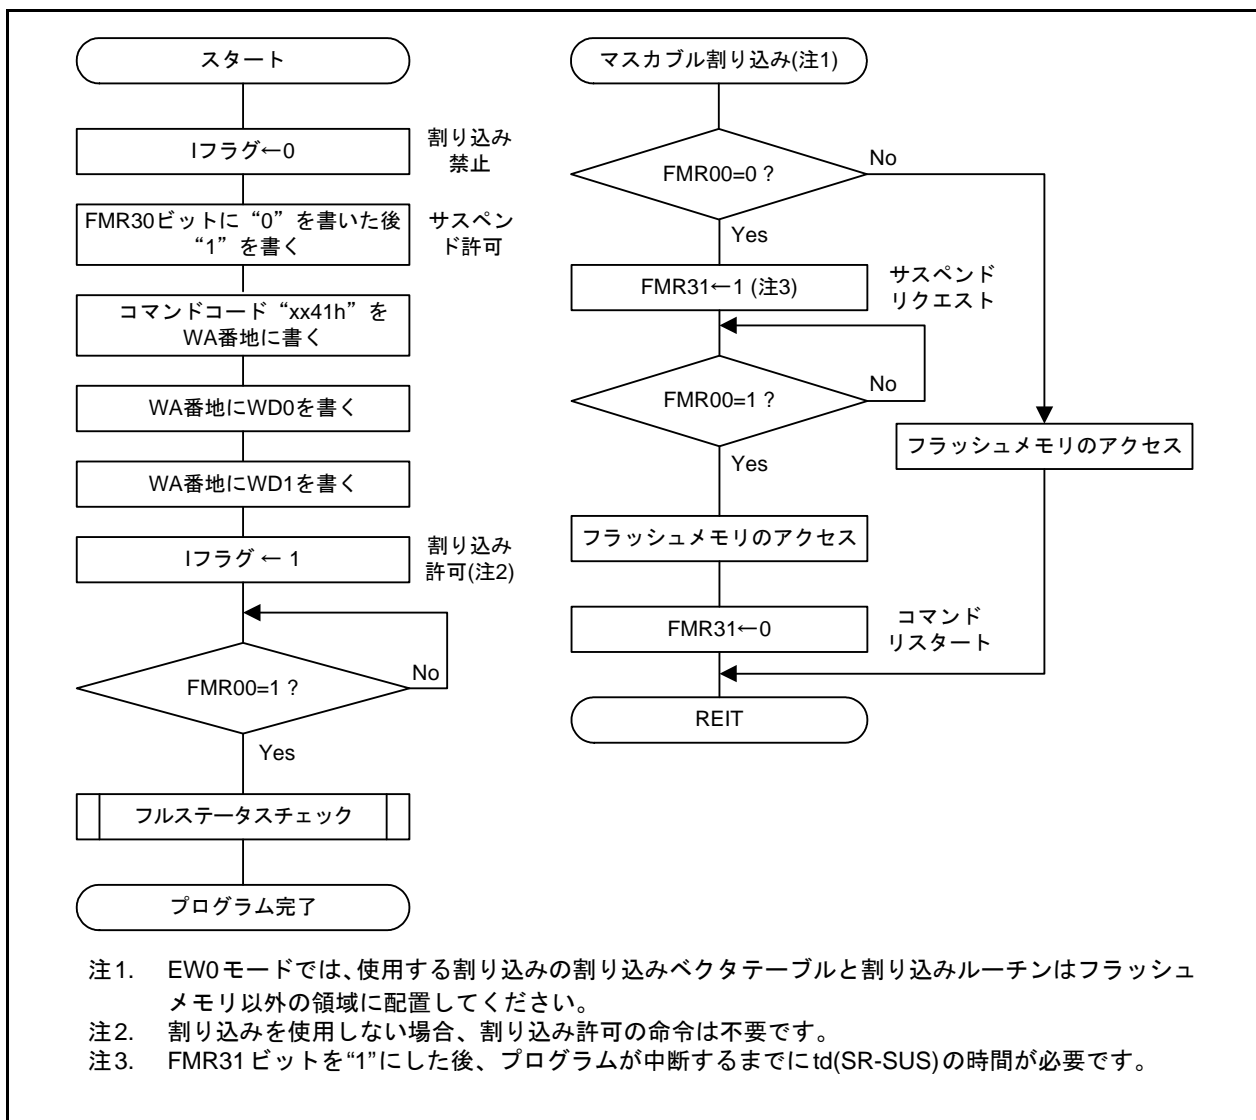 スタート
Iフラグ←0
割り込み
禁止
FMR30ビットに“0”を書いた後
“1”を書く
サスペン
ド許可
コマンドコード“xx41h”を
WA番地に書く
WA番地にWD0を書く
WA番地にWD1を書く
Iフラグ ← 1
割り込み
許可(注2)
FMR00=1 ?
No
Yes
フルステータスチェック
プログラム完了
マスカブル割り込み(注1)
FMR00=0 ?
No
Yes
FMR31←1 (注3)
サスペンド
リクエスト
FMR00=1 ?
No
Yes
フラッシュメモリのアクセス
フラッシュメモリのアクセス
FMR31←0
コマンド
リスタート
REIT
注1. EW0モードでは、使用する割り込みの割り込みベクタテーブルと割り込みルーチンはフラッシュ
メモリ以外の領域に配置してください。
注2. 割り込みを使用しない場合、割り込み許可の命令は不要です。
注3. FMR31ビットを“1”にした後、プログラムが中断するまでにtd(SR-SUS)の時間が必要です。